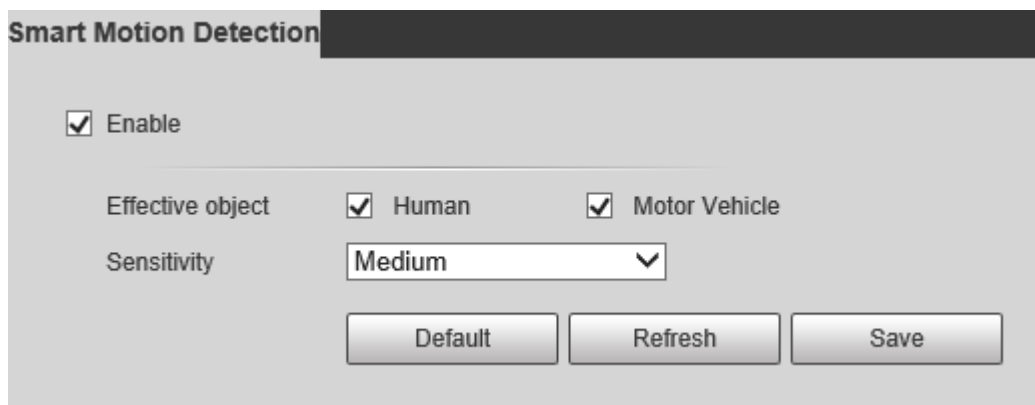 Smart Motion Detection
Enable
Effective object Human Motor Vehicle
Sensitivity Medium
Default Refresh Save